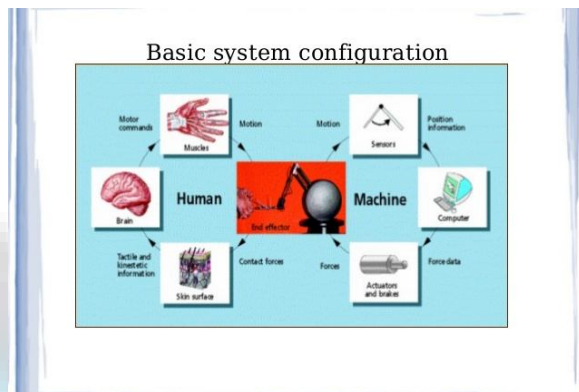 Basic system configuration
Motor
commands
Muscles
Motion
Motion
Sensors
Position
information
Brain
Human
End effector
Machine
Computer
Tactile and
kinestetic
information
Skin surface
Contact forces
Forces
Actuators
and brakes
Force data